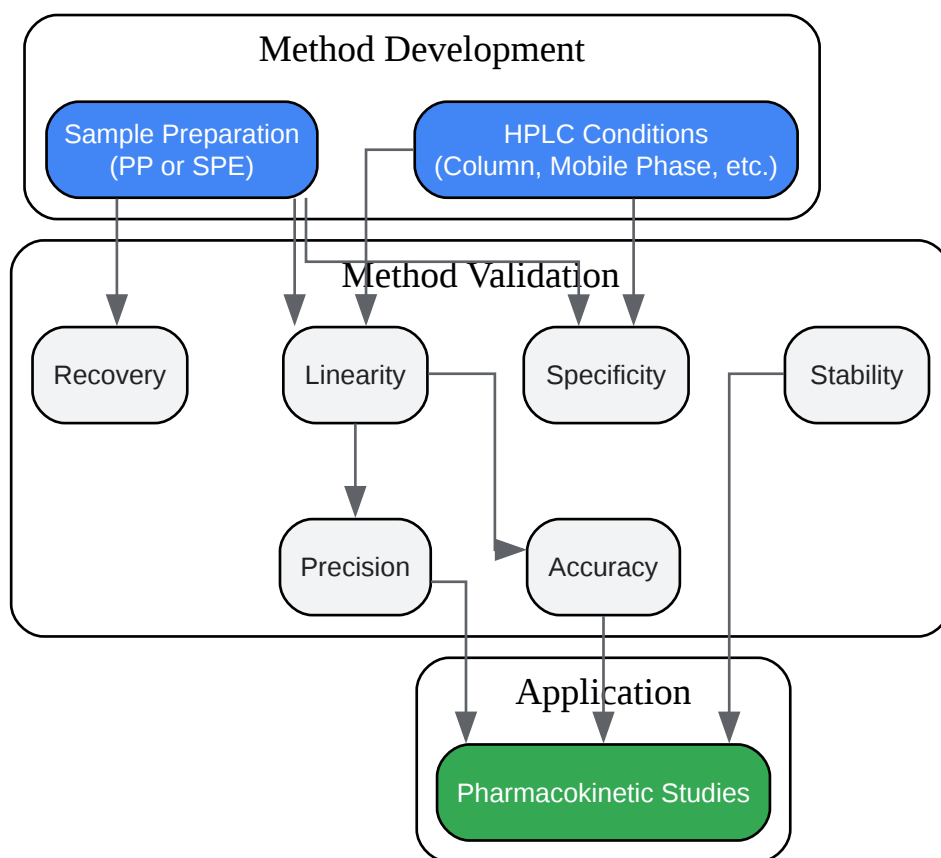 Method Development
Sample Preparation
(PP or SPE)
HPLC Conditions
(Column, Mobile Phase, etc.)
Method Validation
Recovery
Linearity
Specificity
Stability
Precision
Accuracy
Application
Pharmacokinetic Studies